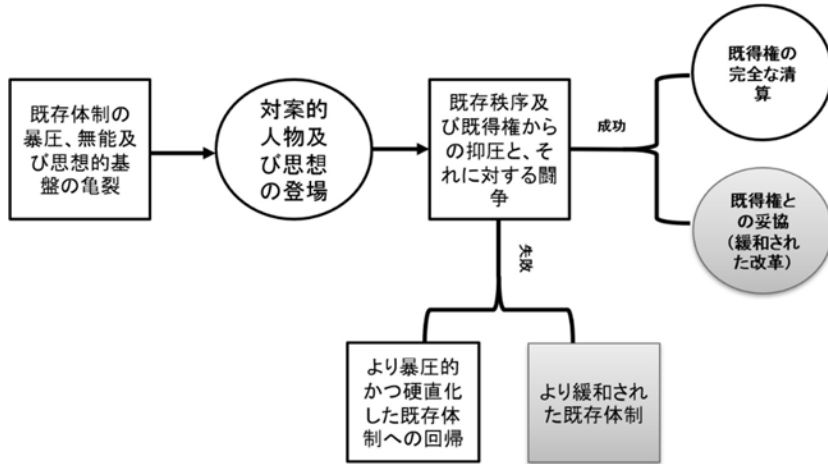 既存体制の
暴圧、無能及
び思想的基
盤の亀裂
対案的
人物及
び思想
の登場
既存秩序及
び既得権から
の抑圧と、そ
れに対する闘
争
成功
既得権の
完全な清
算
既得権と
の妥協
(緩和され
た改革)
失敗
より暴圧的
かつ硬直化
した既存体
制への回帰
より緩和され
た既存体制